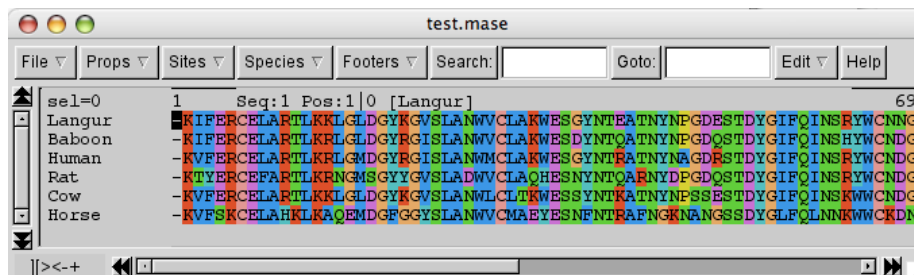 test.mase
File Props Sites Species Footers Search: Goto: Edit Help
sel=0 1 Seq:1 Pos:1|0 [Langur] 69
Langur -KIFERCELARTLKKLGLDGYKGVSLANWVCLAKWESGYNTEATNYNPGDESTDYGIFQINSRYWCNNG
Baboon -KIFERCELARTLKRLGLDGYRGISLANWVCLAKWESDYNTQATNYNPGDQSTDYGIFQINSHYWCNDG
Human -KVFERCELARTLKRLGMDGYRGISLANWMCLAKWESGYNTRATNYNAGDRSTDYGIFQINSRYWCNDG
Rat -KTYERCEFARTLKRNGMSGYYGVSLADWVCLAQHESNYNTQARNYDPGDQSTDYGIFQINSRYWCNDG
Cow -KVFERCELARTLKKLGLDGYKGVSLANWLCLTKWESSYNTKATNYNPSSESTDYGIFQINSKWWCNDG
Horse -KVFSKCELAHKLKAQEMDGFGGYSLANWVCMAEYESNFNTRAFNGKNANGSSDYGLFQLNNKWWCKDN
][><-+